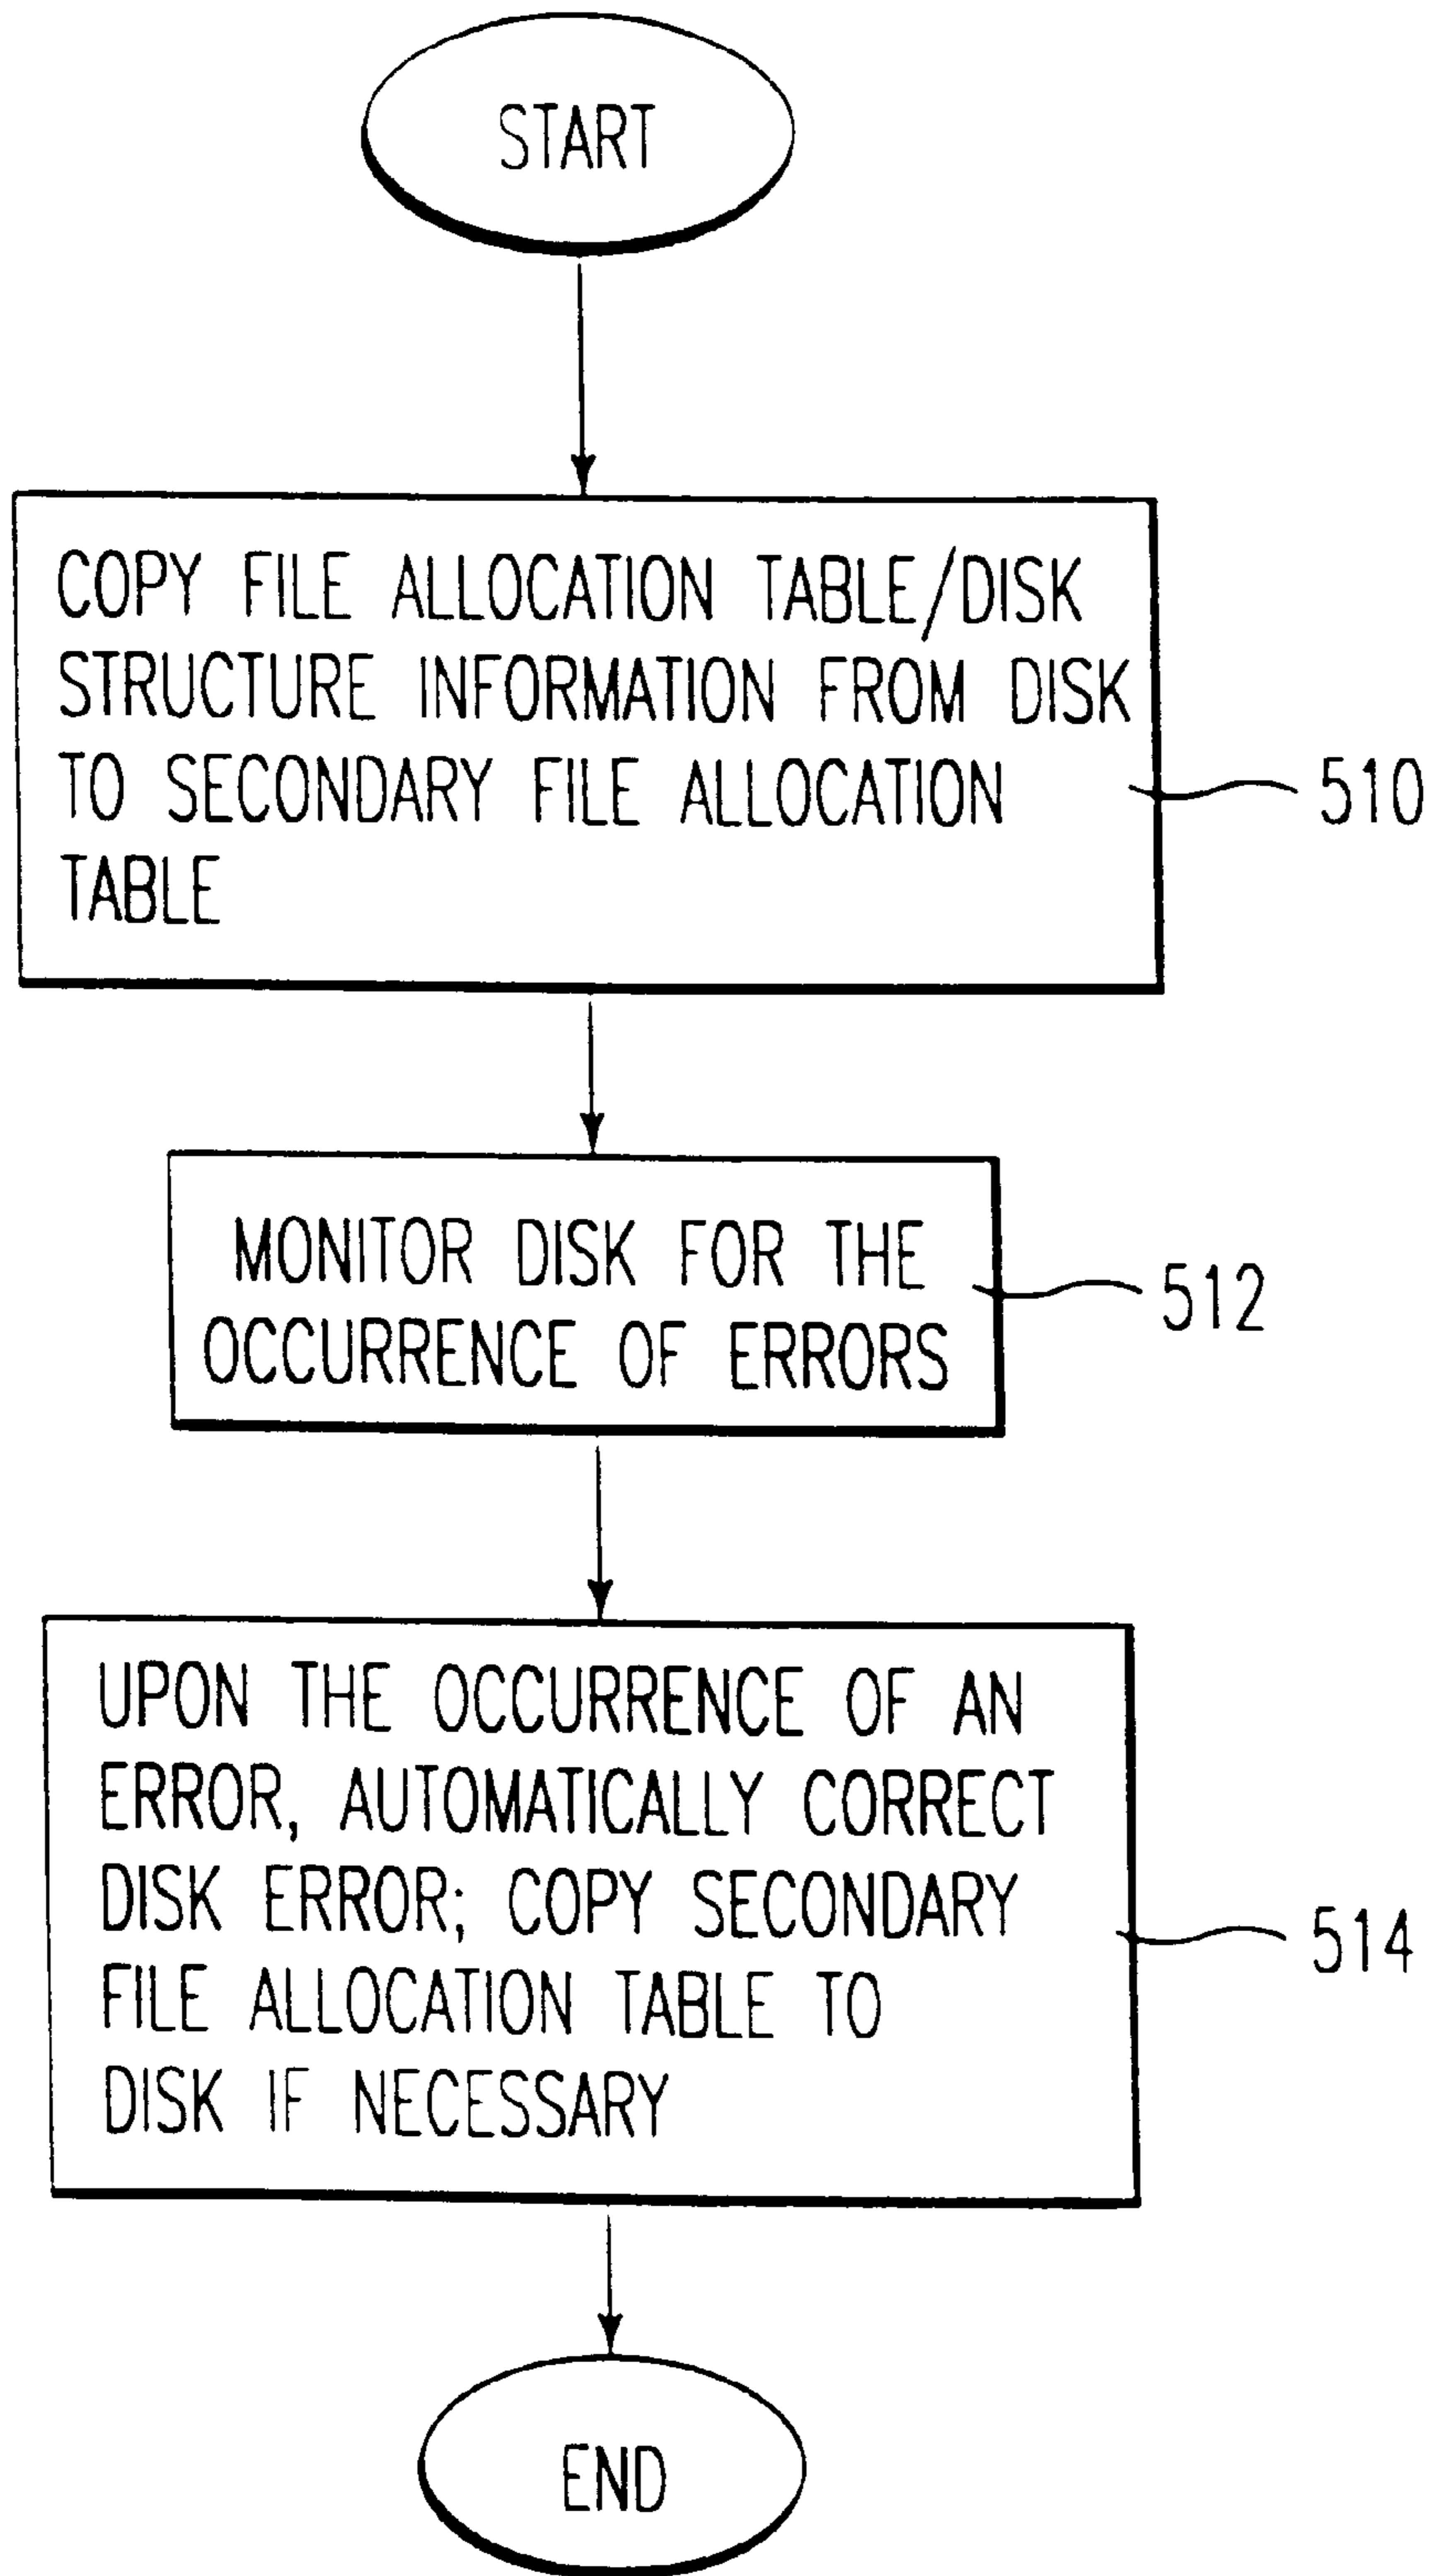 START
COPY FILE ALLOCATION TABLE/DISK
STRUCTURE INFORMATION FROM DISK
TO SECONDARY FILE ALLOCATION
TABLE
510
MONITOR DISK FOR THE
OCCURRENCE OF ERRORS
512
UPON THE OCCURRENCE OF AN
ERROR, AUTOMATICALLY CORRECT
DISK ERROR; COPY SECONDARY
FILE ALLOCATION TABLE TO
DISK IF NECESSARY
514
END